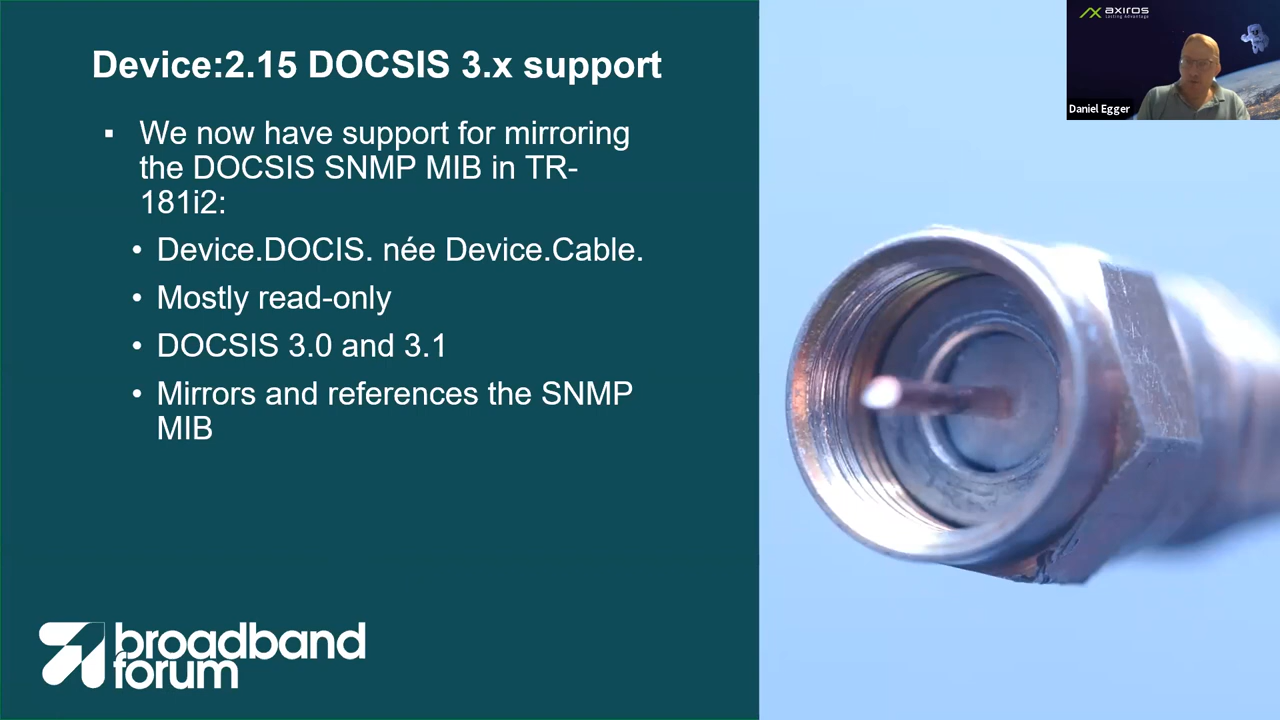 Device:2.15 DOCSIS 3.x support
▪ We now have support for mirroring
the DOCSIS SNMP MIB in TR-
181i2:
• Device.DOCIS. née Device.Cable.
• Mostly read-only
• DOCSIS 3.0 and 3.1
• Mirrors and references the SNMP
MIB
broadband
forum
axiros
Lasting Advantage
Daniel Egger